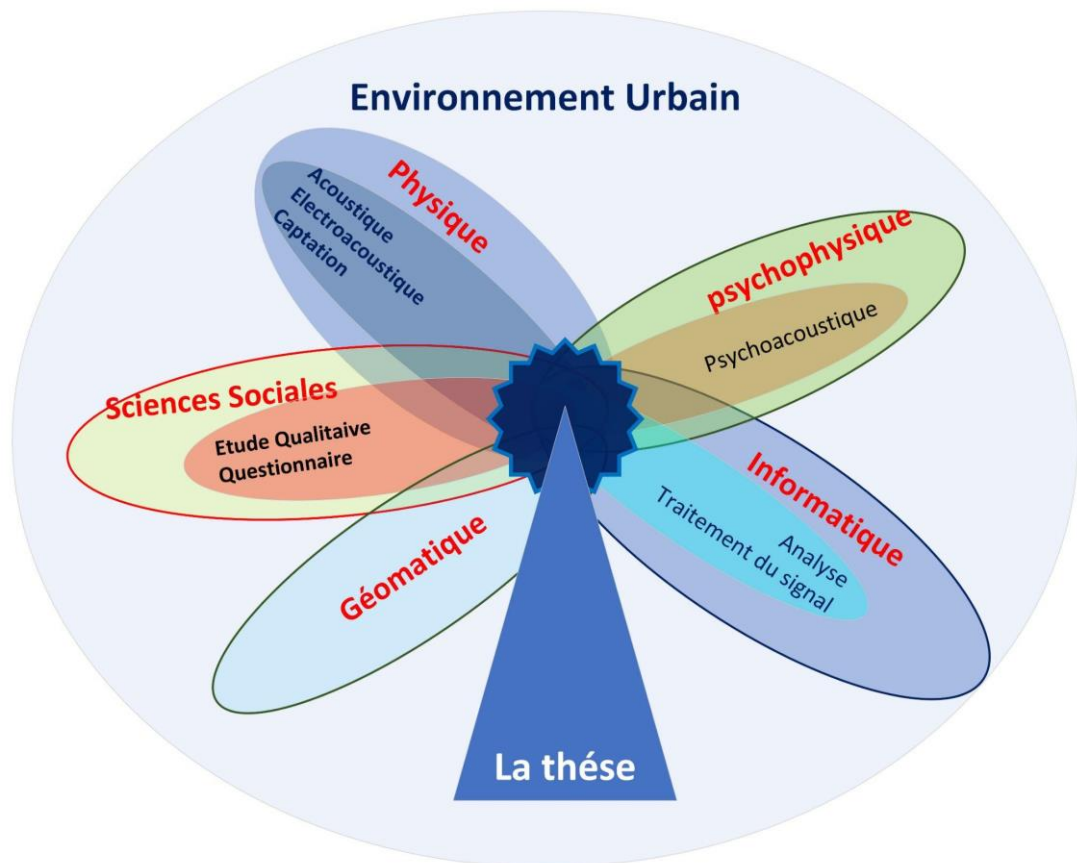 Environnement Urbain
Physique
Acoustique
Electroacoustique
Captation
psychophysique
Psychoacoustique
Sciences Sociales
Etude Qualitaive
Questionnaire
Géomatique
Informatique
Analyse
Traitement du signal
La thése